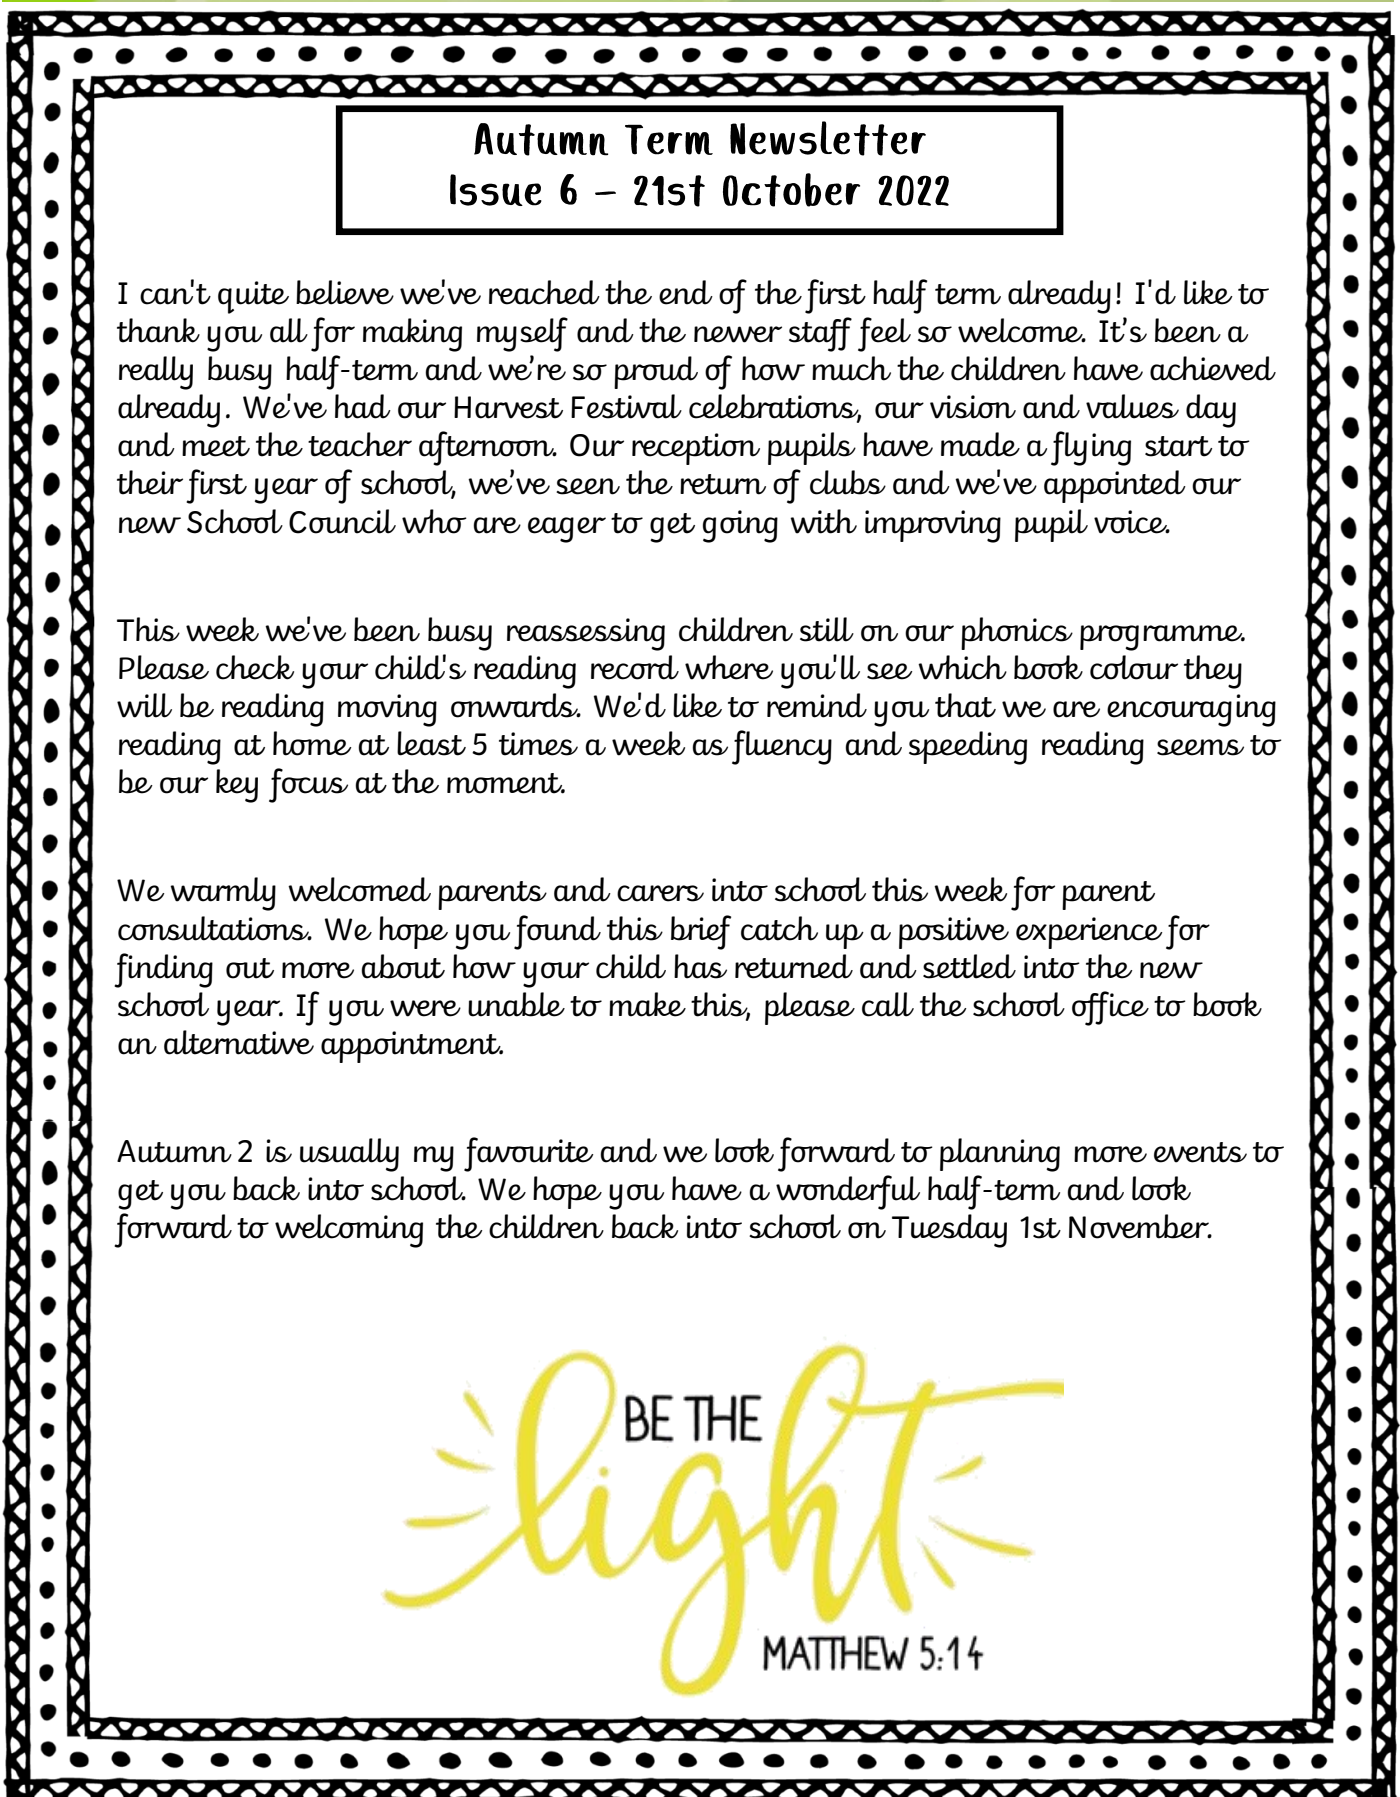 Autumn Term Newsletter
Issue 6 – 21st October 2022
I can't quite believe we've reached the end of the first half term already! I'd like to
thank you all for making myself and the newer staff feel so welcome. It’s been a
really busy half-term and we’re so proud of how much the children have achieved
already. We've had our Harvest Festival celebrations, our vision and values day
and meet the teacher afternoon. Our reception pupils have made a flying start to
their first year of school, we’ve seen the return of clubs and we've appointed our
new School Council who are eager to get going with improving pupil voice.
This week we've been busy reassessing children still on our phonics programme.
Please check your child's reading record where you'll see which book colour they
will be reading moving onwards. We'd like to remind you that we are encouraging
reading at home at least 5 times a week as fluency and speeding reading seems to
be our key focus at the moment.
We warmly welcomed parents and carers into school this week for parent
consultations. We hope you found this brief catch up a positive experience for
finding out more about how your child has returned and settled into the new
school year. If you were unable to make this, please call the school office to book
an alternative appointment.
Autumn 2 is usually my favourite and we look forward to planning more events to
get you back into school. We hope you have a wonderful half-term and look
forward to welcoming the children back into school on Tuesday 1st November.
BE THE
light
MATTHEW 5:14